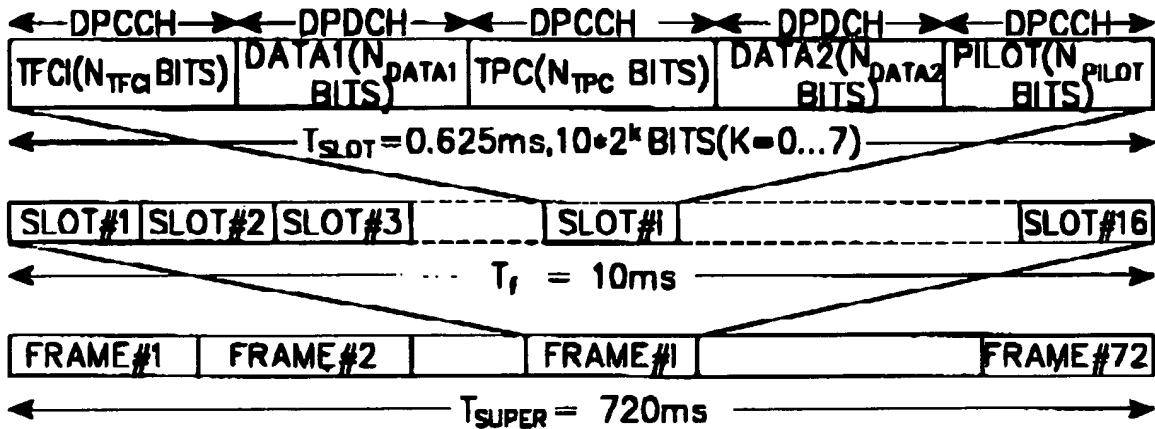 DPCCH DPDCH DPCCH DPDCH DPCCH
TFCI(N_TFCI BITS) DATA1(N_DATA1 BITS) TPC(N_TPC BITS) DATA2(N_DATA2 BITS) PILOT(N_PILOT BITS)
T_SLOT=0.625ms,10*2^k BITS(K=0...7)
SLOT#1 SLOT#2 SLOT#3 SLOT#i SLOT#16
T_f = 10ms
FRAME#1 FRAME#2 FRAME#i FRAME#72
T_SUPER = 720ms